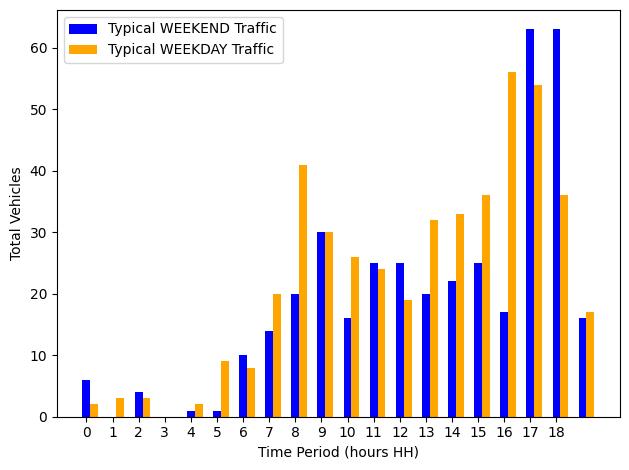 Typical WEEKEND Traffic
Typical WEEKDAY Traffic
60
50
40
30
20
10
0
Total Vehicles
0 1 2 3 4 5 6 7 8 9 10 11 12 13 14 15 16 17 18
Time Period (hours HH)